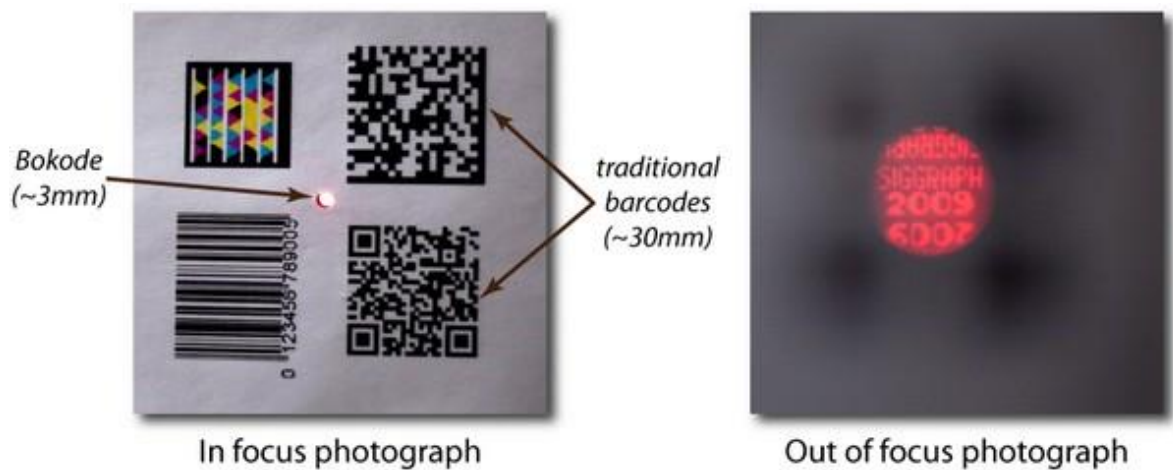 Bokode
(~3mm)
0 123456 789005
traditional
barcodes
(~30mm)
SIGGRAPH
2009
In focus photograph
Out of focus photograph